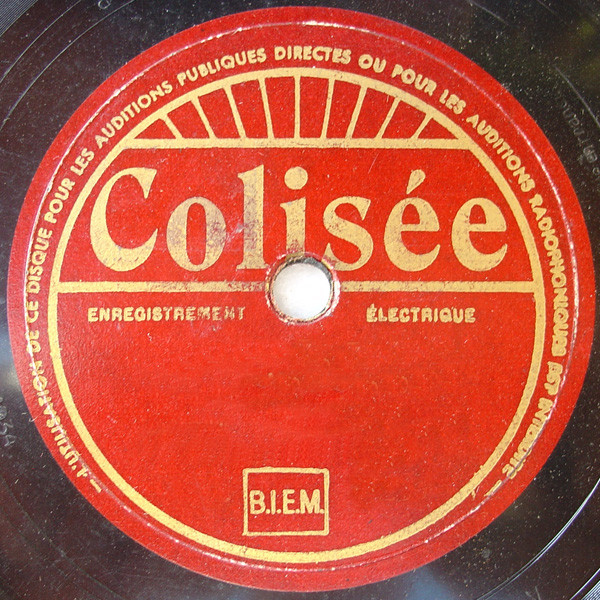 —L'UTILISATION DE CE DISQUE POUR LES AUDITIONS PUBLIQUES DIRECTES OU POUR LES AUDITIONS RADIOPHONIQUES EST INTERDITE—
Colisée
ENREGISTREMENT ÉLECTRIQUE
B.I.E.M.